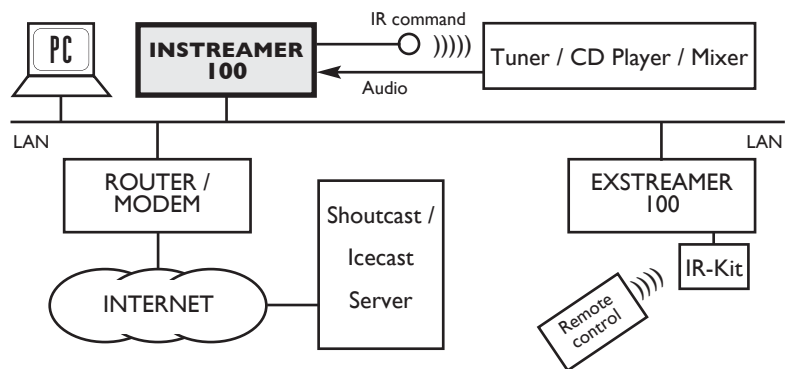 IR command
PC
INSTREAMER
100
Tuner / CD Player / Mixer
Audio
LAN
LAN
ROUTER /
MODEM
Shoutcast /
Icecast
Server
EXSTREAMER
100
IR-Kit
INTERNET
Remote
control